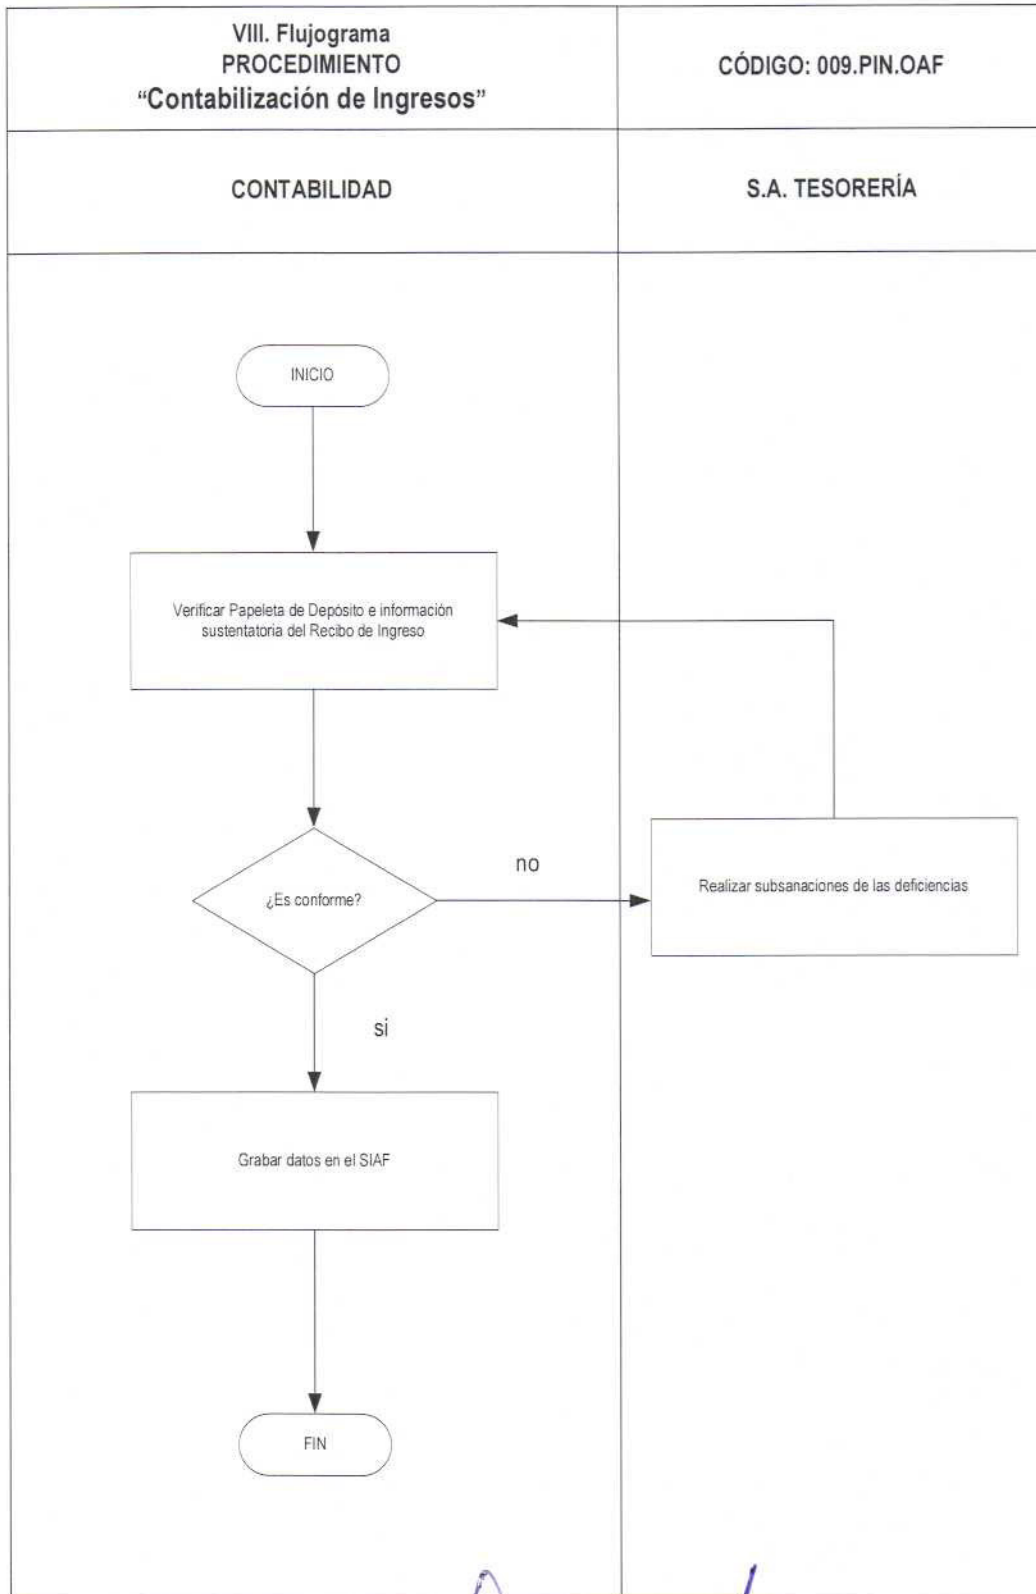 VIII. Flujograma
PROCEDIMIENTO
“Contabilización de Ingresos”
CÓDIGO: 009.PIN.OAF
CONTABILIDAD
S.A. TESORERÍA
INICIO
Verificar Papeleta de Depósito e información
sustentatoria del Recibo de Ingreso
¿Es conforme?
no
Realizar subsanaciones de las deficiencias
si
Grabar datos en el SIAF
FIN